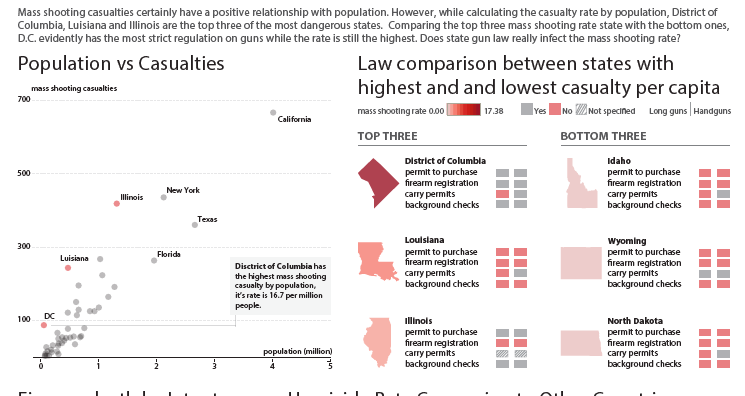 Mass shooting casualties certainly have a positive relationship with population. However, while calculating the casualty rate by population, District of
Columbia, Luisiana and Illinois are the top three of the most dangerous states. Comparing the top three mass shooting rate state with the bottom ones,
D.C. evidently has the most strict regulation on guns while the rate is still the highest. Does state gun law really infect the mass shooting rate?
Population vs Casualties
mass shooting casualties
700
500
300
100
California
New York
Illinois
Texas
Florida
Luisiana
DC
Disctrict of Columbia has
the highest mass shooting
casualty by population,
it's rate is 16.7 per million
people.
population (million)
0 1 2 3 4 5
Law comparison between states with
highest and and lowest casualty per capita
mass shooting rate 0.00 17.38 Yes No Not specified Long guns Handguns
TOP THREE
District of Columbia
permit to purchase
firearm registration
carry permits
background checks
Louisiana
permit to purchase
firearm registration
carry permits
background checks
Illinois
permit to purchase
firearm registration
carry permits
background checks
BOTTOM THREE
Idaho
permit to purchase
firearm registration
carry permits
background checks
Wyoming
permit to purchase
firearm registration
carry permits
background checks
North Dakota
permit to purchase
firearm registration
carry permits
background checks